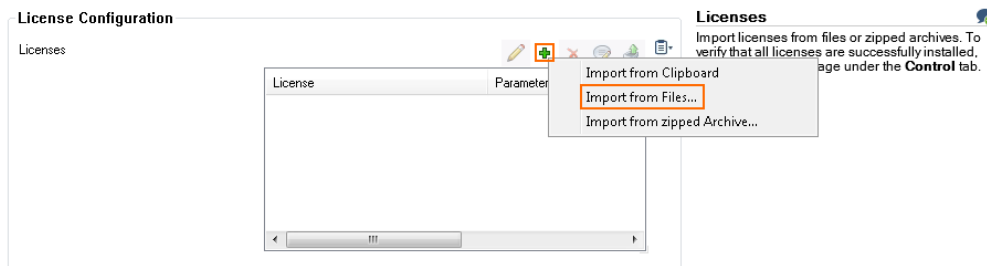 License Configuration
Licenses
License
Parameter
Import from Clipboard
Import from Files...
Import from zipped Archive...
Licenses
Import licenses from files or zipped archives. To
verify that all licenses are successfully installed,
age under the Control tab.